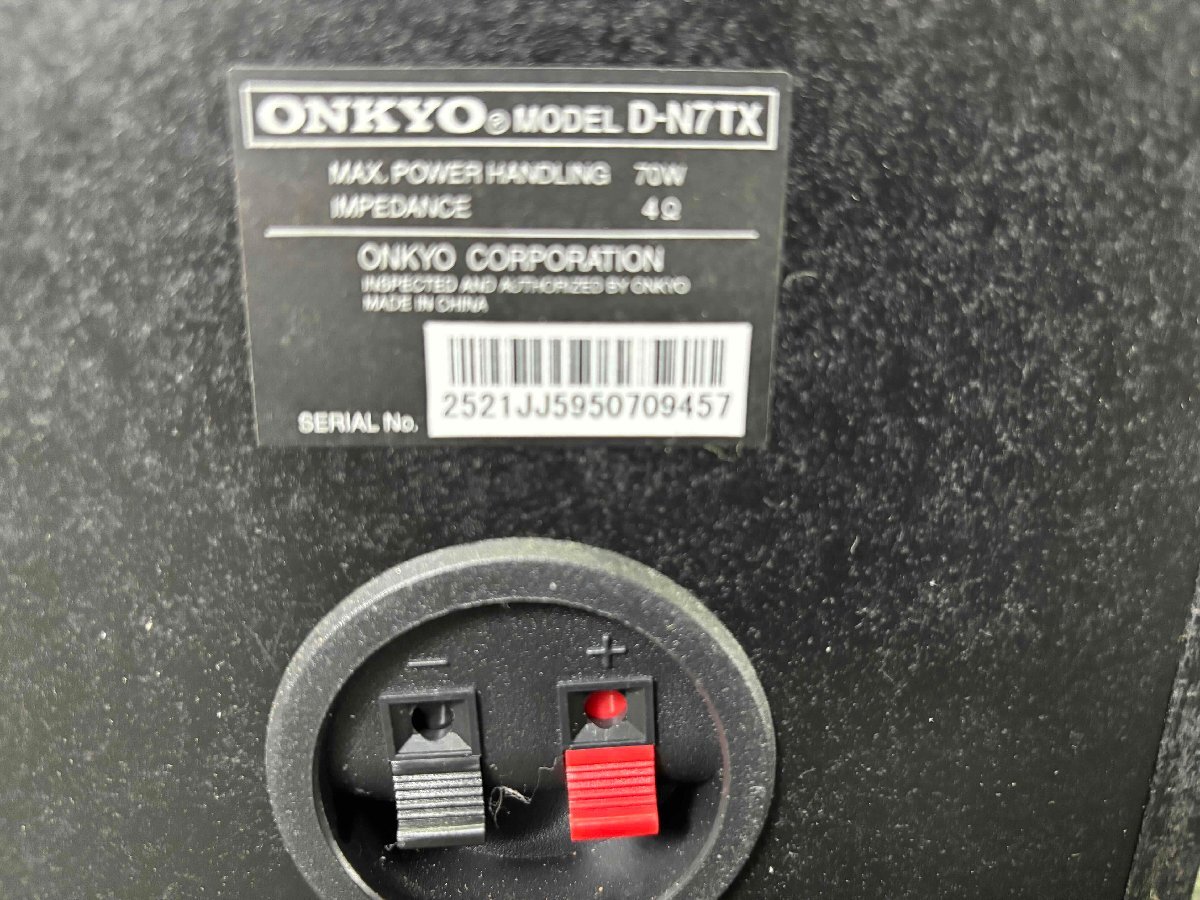 ONKYO® MODEL D-N7TX
MAX. POWER HANDLING 70W
IMPEDANCE 4Ω
ONKYO CORPORATION
INSPECTED AND AUTHORIZED BY ONKYO
MADE IN CHINA
SERIAL No. 2521JJ5950709457
− +